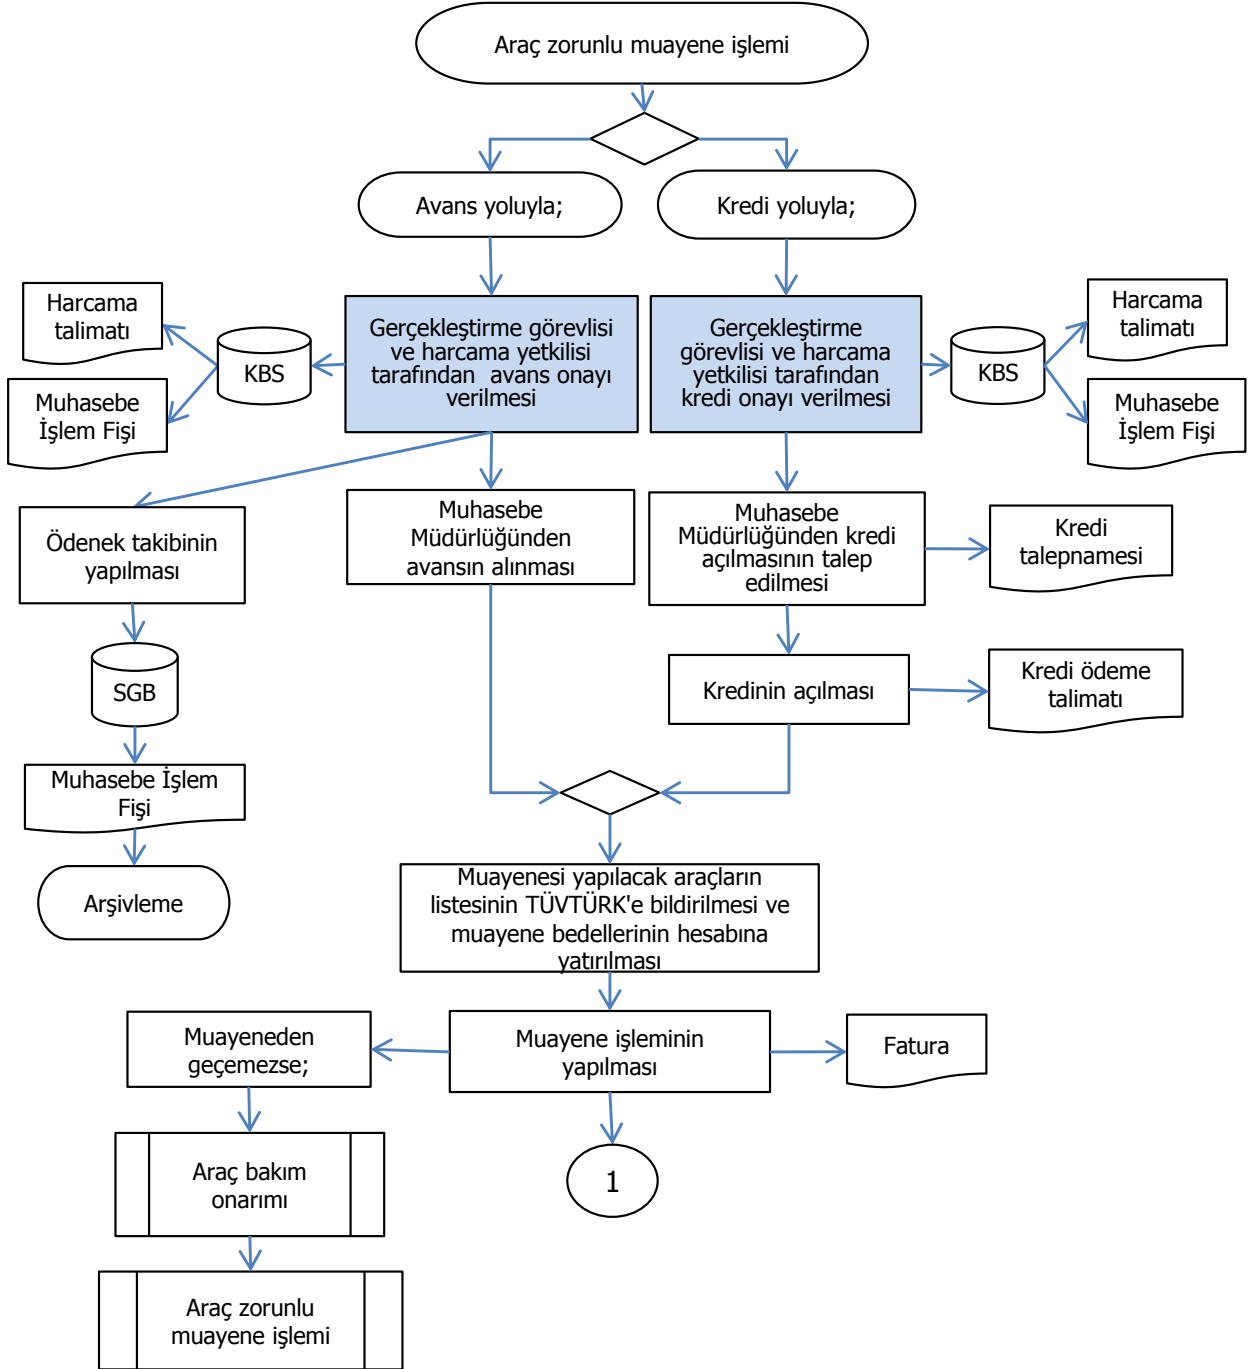 Araç zorunlu muayene işlemi
Avans yoluyla;
Kredi yoluyla;
Harcama
talimatı
KBS
Muhasebe
İşlem Fişi
Gerçekleştirme görevlisi
ve harcama yetkilisi
tarafından  avans onayı
verilmesi
Gerçekleştirme
görevlisi ve harcama
yetkilisi tarafından
kredi onayı verilmesi
KBS
Harcama
talimatı
Muhasebe
İşlem Fişi
Ödenek takibinin
yapılması
Muhasebe
Müdürlüğünden
avansın alınması
Muhasebe
Müdürlüğünden kredi
açılmasının talep
edilmesi
Kredi
talepnamesi
SGB
Kredinin açılması
Kredi ödeme
talimatı
Muhasebe İşlem
Fişi
Arşivleme
Muayenesi yapılacak araçların
listesinin TÜVTÜRK'e bildirilmesi ve
muayene bedellerinin hesabına
yatırılması
Muayeneden
geçemezse;
Muayene işleminin
yapılması
Fatura
Araç bakım
onarımı
1
Araç zorunlu
muayene işlemi